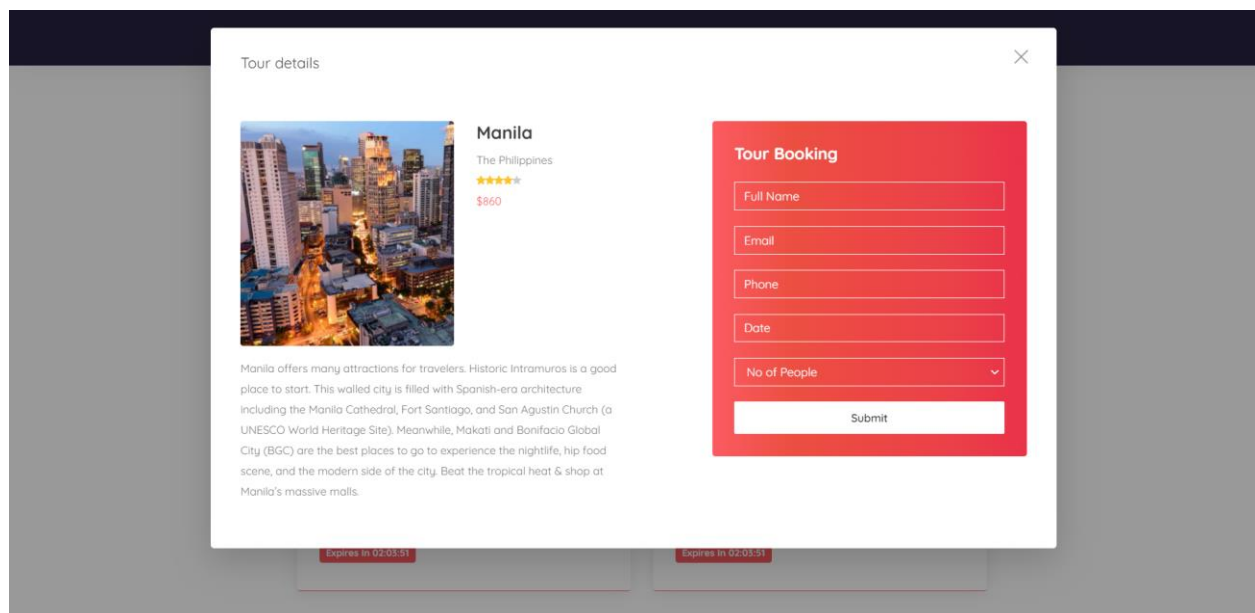 Tour details
Manila
The Philippines
$860
Manila offers many attractions for travelers. Historic Intramuros is a good
place to start. This walled city is filled with Spanish-era architecture
including the Manila Cathedral, Fort Santiago, and San Agustin Church (a
UNESCO World Heritage Site). Meanwhile, Makati and Bonifacio Global
City (BGC) are the best places to go to experience the nightlife, hip food
scene, and the modern side of the city. Beat the tropical heat & shop at
Manila's massive malls.
Tour Booking
Full Name
Email
Phone
Date
No of People
Submit
Expires In 02:03:51
Expires In 02:03:51